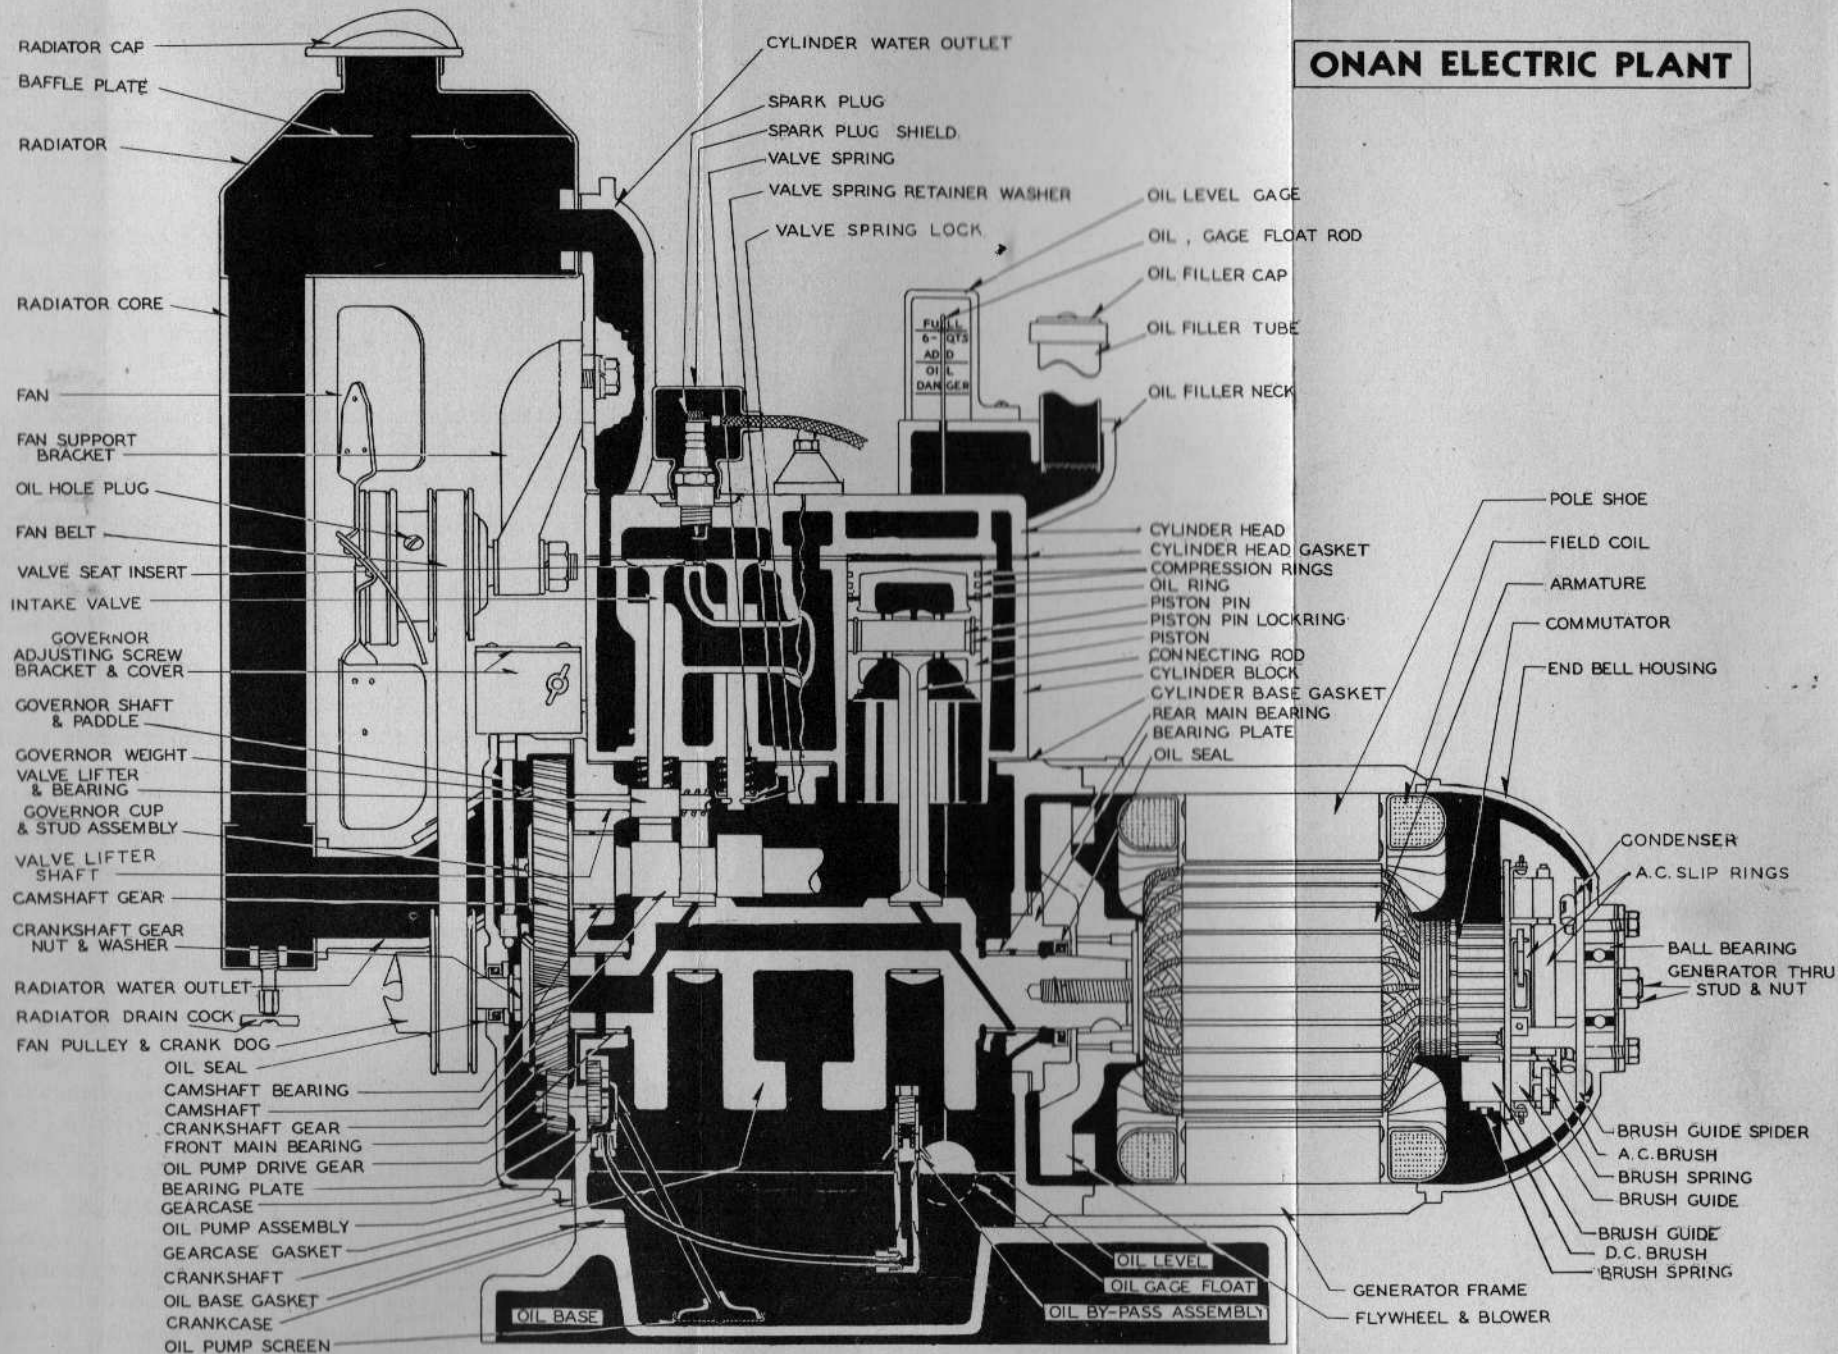 ONAN ELECTRIC PLANT
RADIATOR CAP
BAFFLE PLATE
RADIATOR
RADIATOR CORE
FAN
FAN SUPPORT
BRACKET
OIL HOLE PLUG
FAN BELT
VALVE SEAT INSERT
INTAKE VALVE
GOVERNOR
ADJUSTING SCREW
BRACKET & COVER
GOVERNOR SHAFT
& PADDLE
GOVERNOR WEIGHT
VALVE LIFTER
& BEARING
GOVERNOR CUP
& STUD ASSEMBLY
VALVE LIFTER
SHAFT
CAMSHAFT GEAR
CRANKSHAFT GEAR
NUT & WASHER
RADIATOR WATER OUTLET
RADIATOR DRAIN COCK
FAN PULLEY & CRANK DOG
OIL SEAL
CAMSHAFT BEARING
CAMSHAFT
CRANKSHAFT GEAR
FRONT MAIN BEARING
OIL PUMP DRIVE GEAR
BEARING PLATE
GEARCASE
OIL PUMP ASSEMBLY
GEARCASE GASKET
CRANKSHAFT
OIL BASE GASKET
CRANKCASE
OIL PUMP SCREEN
CYLINDER WATER OUTLET
SPARK PLUG
SPARK PLUG SHIELD
VALVE SPRING
VALVE SPRING RETAINER WASHER
VALVE SPRING LOCK
OIL LEVEL GAGE
OIL , GAGE FLOAT ROD
OIL FILLER CAP
OIL FILLER TUBE
OIL FILLER NECK
FULL
6-QTS
ADD
OIL
DANGER
CYLINDER HEAD
CYLINDER HEAD GASKET
COMPRESSION RINGS
OIL RING
PISTON PIN
PISTON PIN LOCKRING
PISTON
CONNECTING ROD
CYLINDER BLOCK
CYLINDER BASE GASKET
REAR MAIN BEARING
BEARING PLATE
OIL SEAL
POLE SHOE
FIELD COIL
ARMATURE
COMMUTATOR
END BELL HOUSING
CONDENSER
A.C. SLIP RINGS
BALL BEARING
GENERATOR THRU
STUD & NUT
BRUSH GUIDE SPIDER
A.C. BRUSH
BRUSH SPRING
BRUSH GUIDE
BRUSH GUIDE
D.C. BRUSH
BRUSH SPRING
GENERATOR FRAME
FLYWHEEL & BLOWER
OIL LEVEL
OIL GAGE FLOAT
OIL BY-PASS ASSEMBLY
OIL BASE